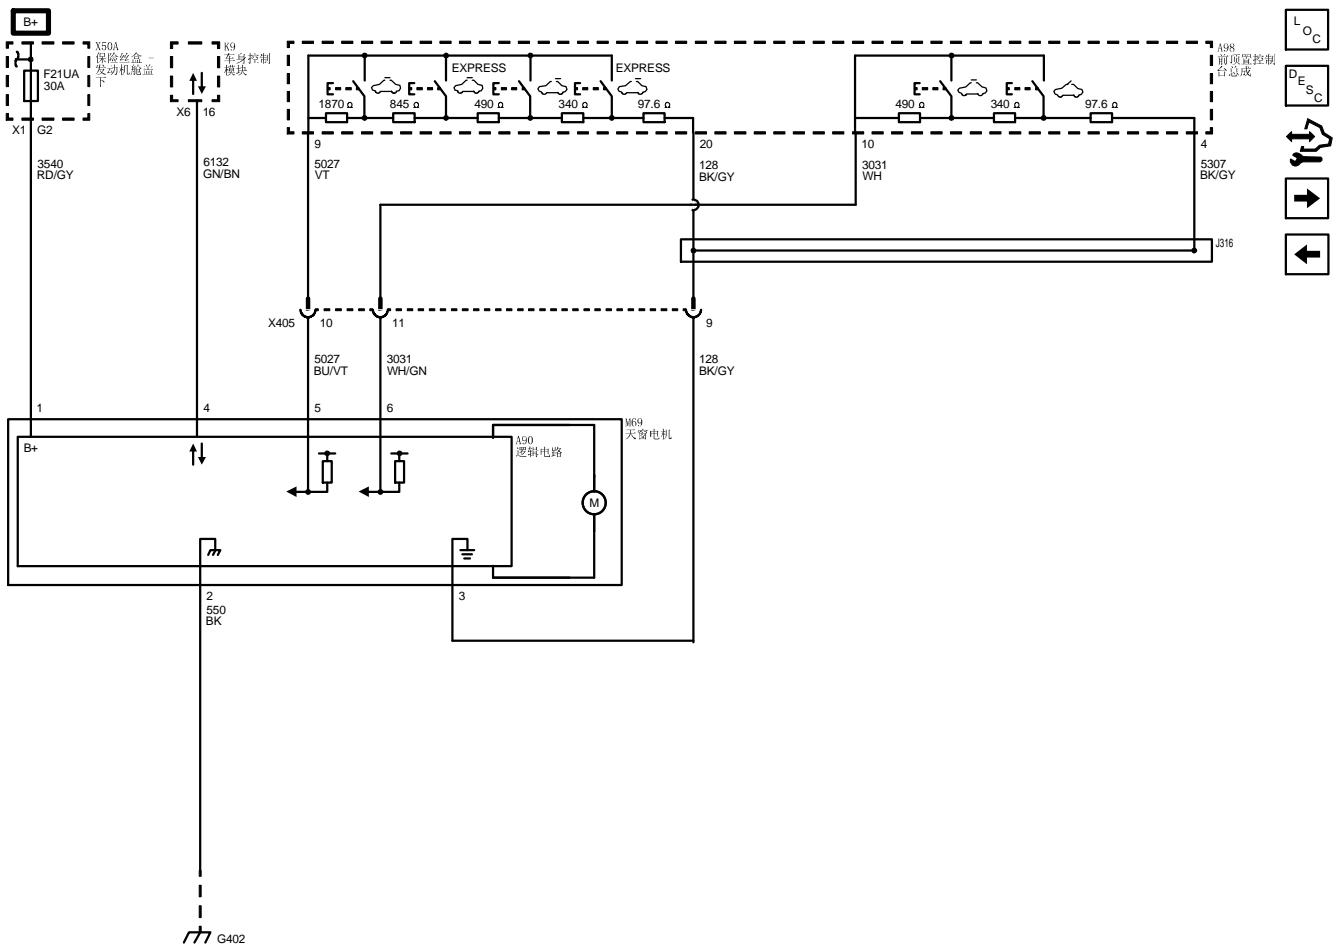 B+
X50A
保险丝盒 -
发动机舱盖
下
F21UA
30A
X1 G2
K9
车身控制
模块
X6 16
A98
前顶置控制
台总成
EXPRESS
EXPRESS
1870 Ω
845 Ω
490 Ω
340 Ω
97.6 Ω
490 Ω
340 Ω
97.6 Ω
9
20
10
4
3540
RD/GY
6132
GN/BN
5027
VT
128
BK/GY
3031
WH
5307
BK/GY
J316
X405
10
11
9
5027
BU/VT
3031
WH/GN
128
BK/GY
1
4
5
6
M69
天窗电机
B+
A90
逻辑电路
M
2
3
550
BK
G402
LOC
DESC